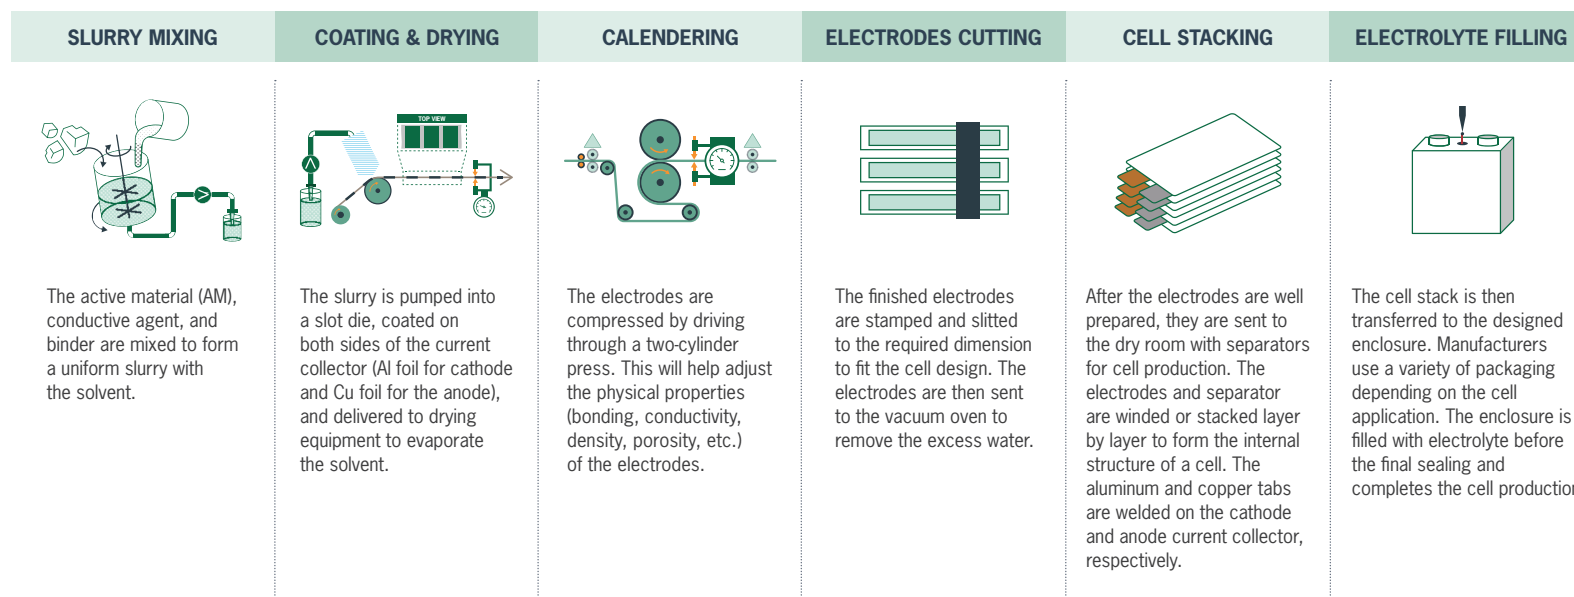 SLURRY MIXING
COATING & DRYING
CALENDERING
ELECTRODES CUTTING
CELL STACKING
ELECTROLYTE FILLING
TOP VIEW
The active material (AM),
conductive agent, and
binder are mixed to form
a uniform slurry with
the solvent.
The slurry is pumped into
a slot die, coated on
both sides of the current
collector (Al foil for cathode
and Cu foil for the anode),
and delivered to drying
equipment to evaporate
the solvent.
The electrodes are
compressed by driving
through a two-cylinder
press. This will help adjust
the physical properties
(bonding, conductivity,
density, porosity, etc.)
of the electrodes.
The finished electrodes
are stamped and slitted
to the required dimension
to fit the cell design. The
electrodes are then sent
to the vacuum oven to
remove the excess water.
After the electrodes are well
prepared, they are sent to
the dry room with separators
for cell production. The
electrodes and separator
are winded or stacked layer
by layer to form the internal
structure of a cell. The
aluminum and copper tabs
are welded on the cathode
and anode current collector,
respectively.
The cell stack is then
transferred to the designed
enclosure. Manufacturers
use a variety of packaging
depending on the cell
application. The enclosure is
filled with electrolyte before
the final sealing and
completes the cell production